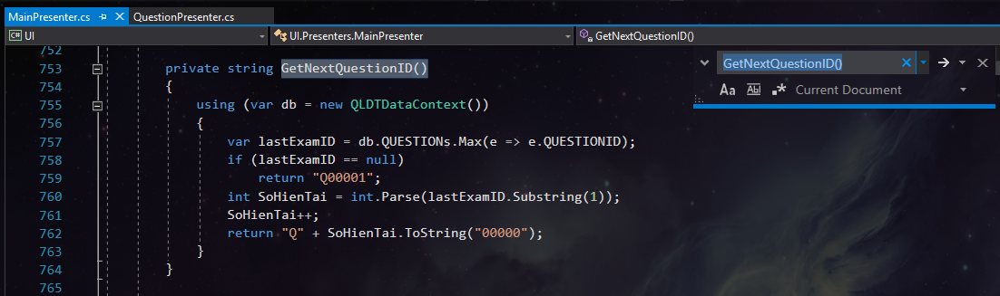 MainPresenter.cs QuestionPresenter.cs
C# UI UI.Presenters.MainPresenter GetNextQuestionID()
752
753 private string GetNextQuestionID()
754 {
755 using (var db = new QLDTDataContext())
756 {
757 var lastExamID = db.QUESTIONs.Max(e => e.QUESTIONID);
758 if (lastExamID == null)
759 return "Q00001";
760 int SoHienTai = int.Parse(lastExamID.Substring(1));
761 SoHienTai++;
762 return "Q" + SoHienTai.ToString("00000");
763 }
764 }
765
GetNextQuestionID()
Aa Abl .* Current Document